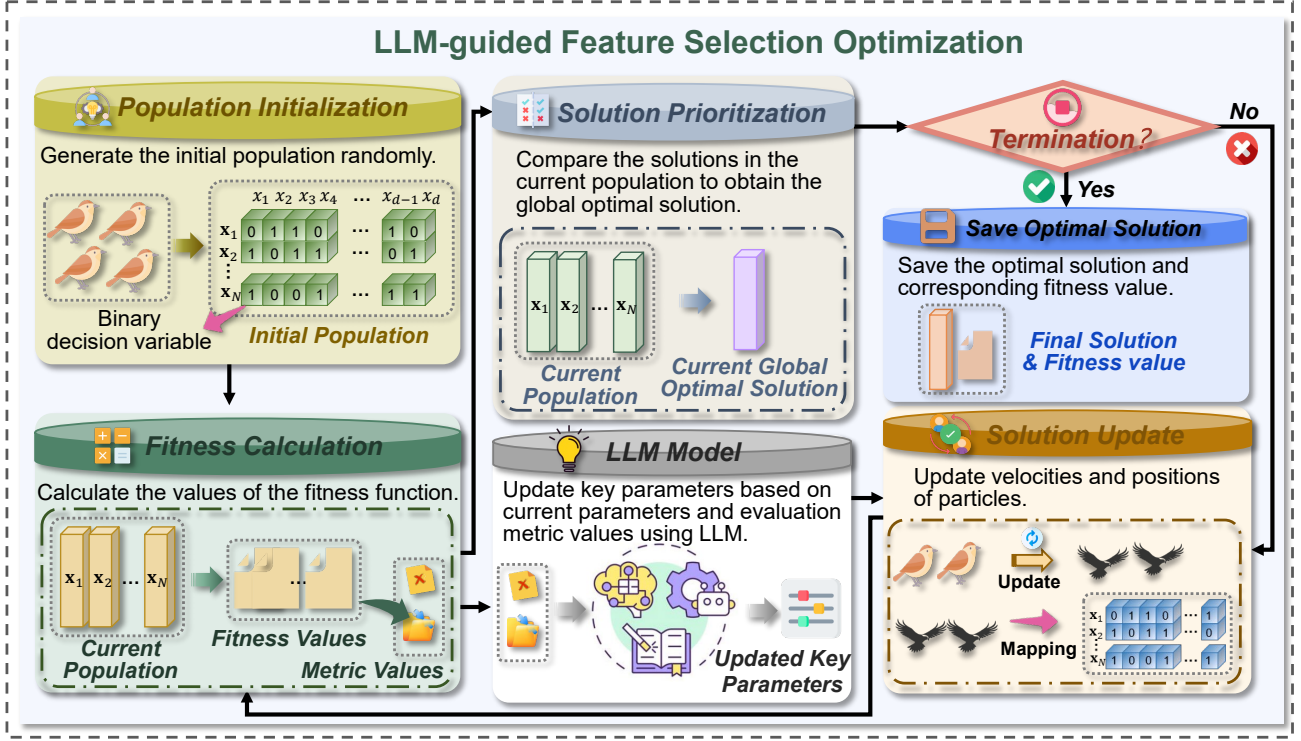 LLM-guided Feature Selection Optimization
Population Initialization
Generate the initial population randomly.
x₁ x₂ x₃ x₄ ... x_{d−1} x_d
x₁ 0 1 1 0 ... 1 0
x₂ 1 0 1 1 ... 0 1
⋮
x_N 1 0 0 1 ... 1 1
Binary
decision variable
Initial Population
Fitness Calculation
Calculate the values of the fitness function.
x₁ x₂ ... x_N
...
Current
Population
Fitness Values
Metric Values
Solution Prioritization
Compare the solutions in the
current population to obtain the
global optimal solution.
x₁ x₂ ... x_N
Current
Population
Current Global
Optimal Solution
LLM Model
Update key parameters based on
current parameters and evaluation
metric values using LLM.
Updated Key
Parameters
Termination?
No
Yes
Save Optimal Solution
Save the optimal solution and
corresponding fitness value.
Final Solution
& Fitness value
Solution Update
Update velocities and positions
of particles.
Update
Mapping
x₁ 0 1 1 0 ... 1
x₂ 1 0 1 1 ... 0
⋮
x_N 1 0 0 1 ... 1